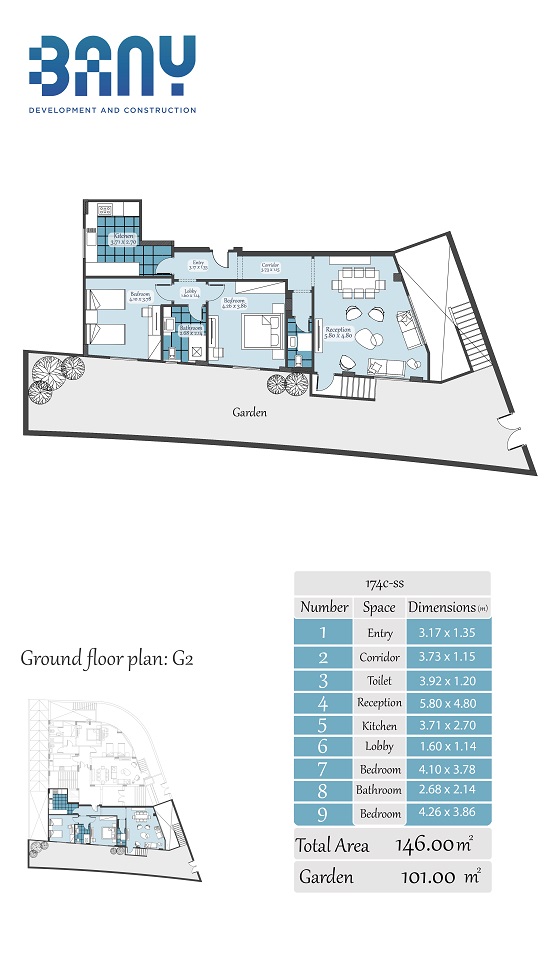 BANY
DEVELOPMENT AND CONSTRUCTION
Kitchen
3.71 x 2.70
Entry
3.17 x 1.35
Corridor
3.73 x 1.15
Bedroom
4.10 x 3.78
Lobby
1.60 x 1.14
Bedroom
4.26 x 3.86
Bathroom
2.68 x 2.14
Reception
5.80 x 4.80
Garden
174c-ss
Number Space Dimensions (m)
1 Entry 3.17 x 1.35
2 Corridor 3.73 x 1.15
3 Toilet 3.92 x 1.20
4 Reception 5.80 x 4.80
5 Kitchen 3.71 x 2.70
6 Lobby 1.60 x 1.14
7 Bedroom 4.10 x 3.78
8 Bathroom 2.68 x 2.14
9 Bedroom 4.26 x 3.86
Total Area 146.00 m²
Garden 101.00 m²
Ground floor plan: G2